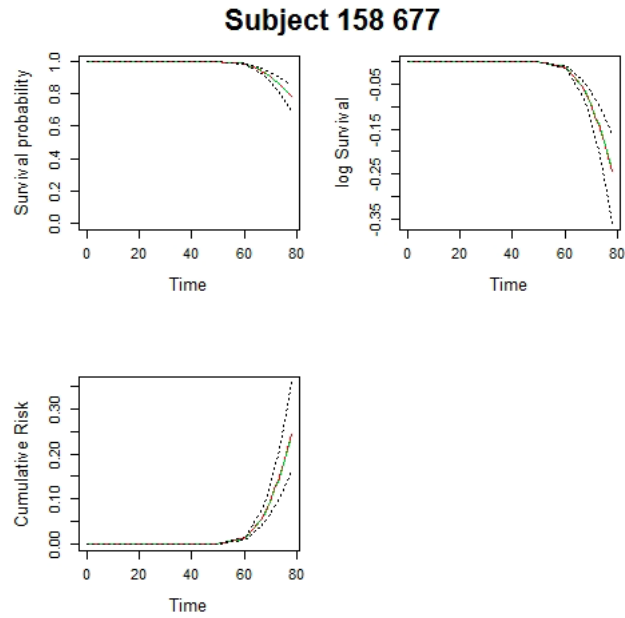 Subject 158 677
Survival probability
0.0 0.2 0.4 0.6 0.8 1.0
0 20 40 60 80
Time
log Survival
-0.35 -0.25 -0.15 -0.05
0 20 40 60 80
Time
Cumulative Risk
0.00 0.10 0.20 0.30
0 20 40 60 80
Time